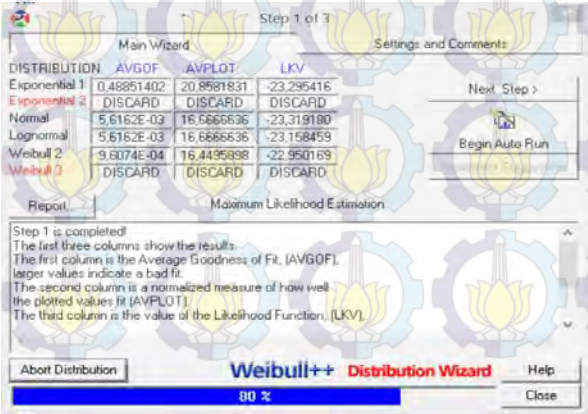 Step 1 of 3
Main Wizard
Settings and Comments
DISTRIBUTION AVGOF AVPLOT LKV
Exponential 1 0,48851402 20,8581831 -23,295416
Exponential 2 DISCARD DISCARD DISCARD
Normal 5,6162E-03 16,6666636 -23,319180
Lognormal 5,6162E-03 16,6666636 -23,158459
Weibull 2 9,6074E-04 16,4495898 -22,950169
Weibull 3 DISCARD DISCARD DISCARD
Next Step >
Begin Auto Run
Report...
Maximum Likelihood Estimation
Step 1 is completed!
The first three columns show the results.
The first column is the Average Goodness of Fit, (AVGOF),
larger values indicate a bad fit.
The second column is a normalized measure of how well
the plotted values fit (AVPLOT).
The third column is the value of the Likelihood Function, (LKV),
Abort Distribution
Weibull++ Distribution Wizard
Help
80 %
Close